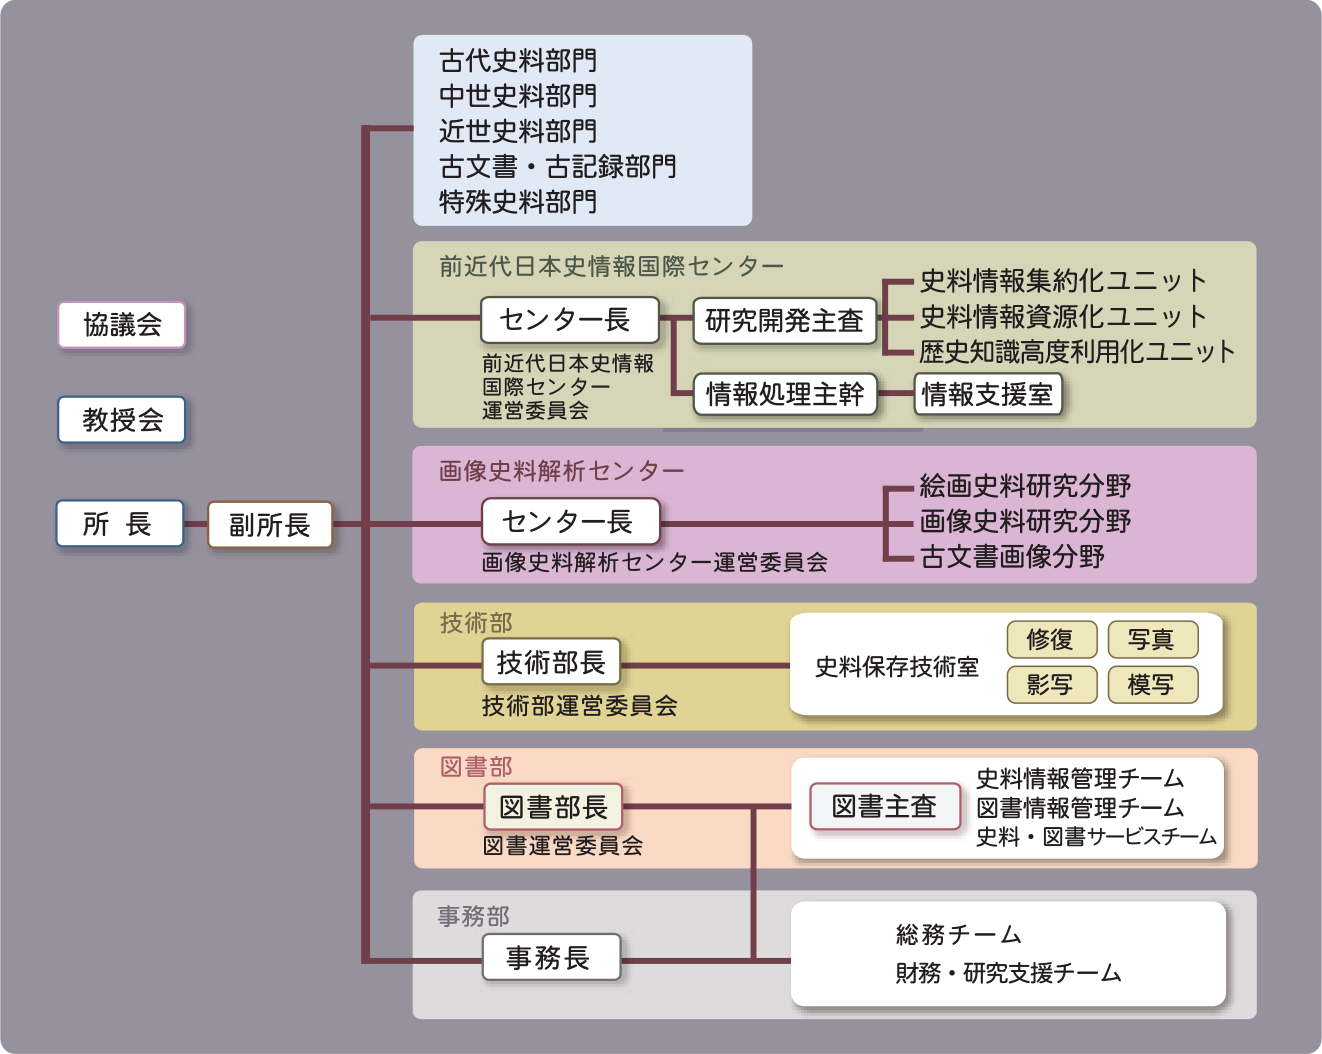 古代史料部門
中世史料部門
近世史料部門
古文書・古記録部門
特殊史料部門
前近代日本史情報国際センター
センター長
前近代日本史情報
国際センター
運営委員会
研究開発主査
史料情報集約化ユニット
史料情報資源化ユニット
歴史知識高度利用化ユニット
情報処理主幹
情報支援室
協議会
教授会
所 長
副所長
画像史料解析センター
センター長
画像史料解析センター運営委員会
絵画史料研究分野
画像史料研究分野
古文書画像分野
技術部
技術部長
技術部運営委員会
史料保存技術室
修復
写真
影写
模写
図書部
図書部長
図書運営委員会
図書主査
史料情報管理チーム
図書情報管理チーム
史料・図書サービスチーム
事務部
事務長
総務チーム
財務・研究支援チーム